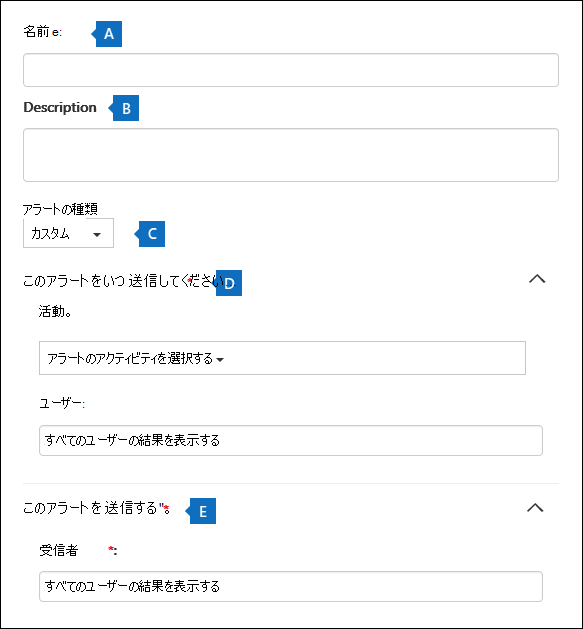 名前 e: A
Description B
アラートの種類
カスタム C
このアラートをいつ 送信してください* D
活動。
アラートのアクティビティを選択する
ユーザー:
すべてのユーザーの結果を表示する
このアラートを 送信する"*。 E
受信者 *:
すべてのユーザーの結果を表示する